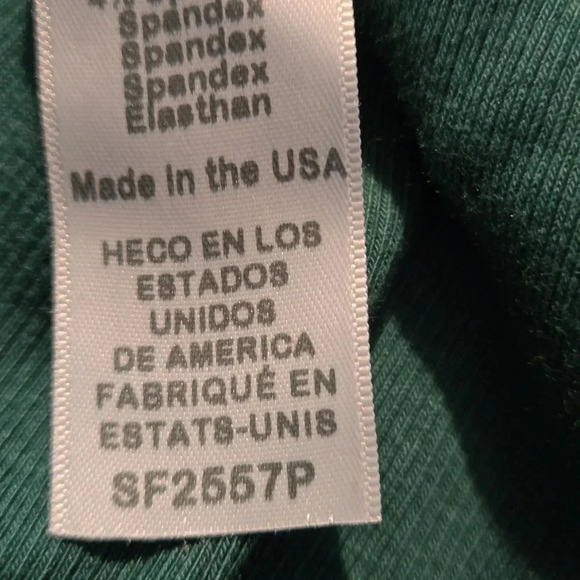 Spandex
Spandex
Spandex
Elasthan
Made in the USA
HECO EN LOS
ESTADOS
UNIDOS
DE AMERICA
FABRIQUÉ EN
ESTATS-UNIS
SF2557P